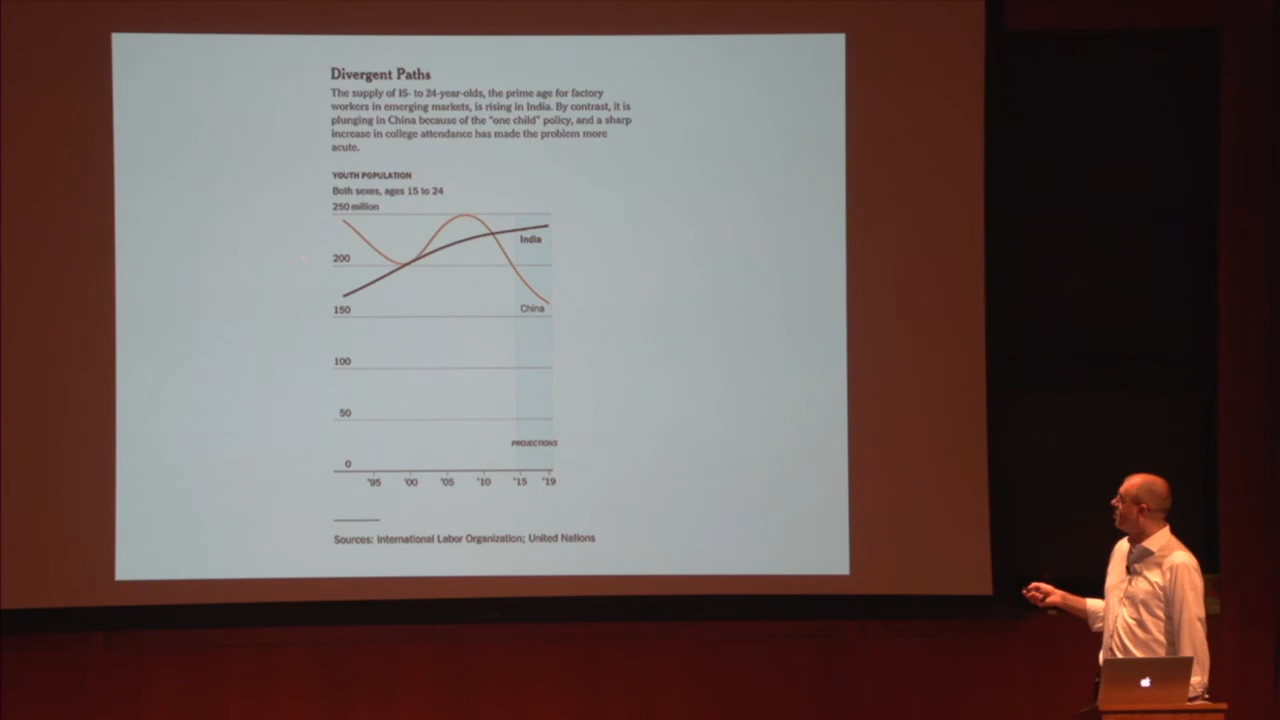 Divergent Paths
The supply of 15- to 24-year-olds, the prime age for factory
workers in emerging markets, is rising in India. By contrast, it is
plunging in China because of the "one child" policy, and a sharp
increase in college attendance has made the problem more
acute.
YOUTH POPULATION
Both sexes, ages 15 to 24
250 million
India
200
China
150
100
50
PROJECTIONS
0
'95 '00 '05 '10 '15 '19
Sources: International Labor Organization; United Nations